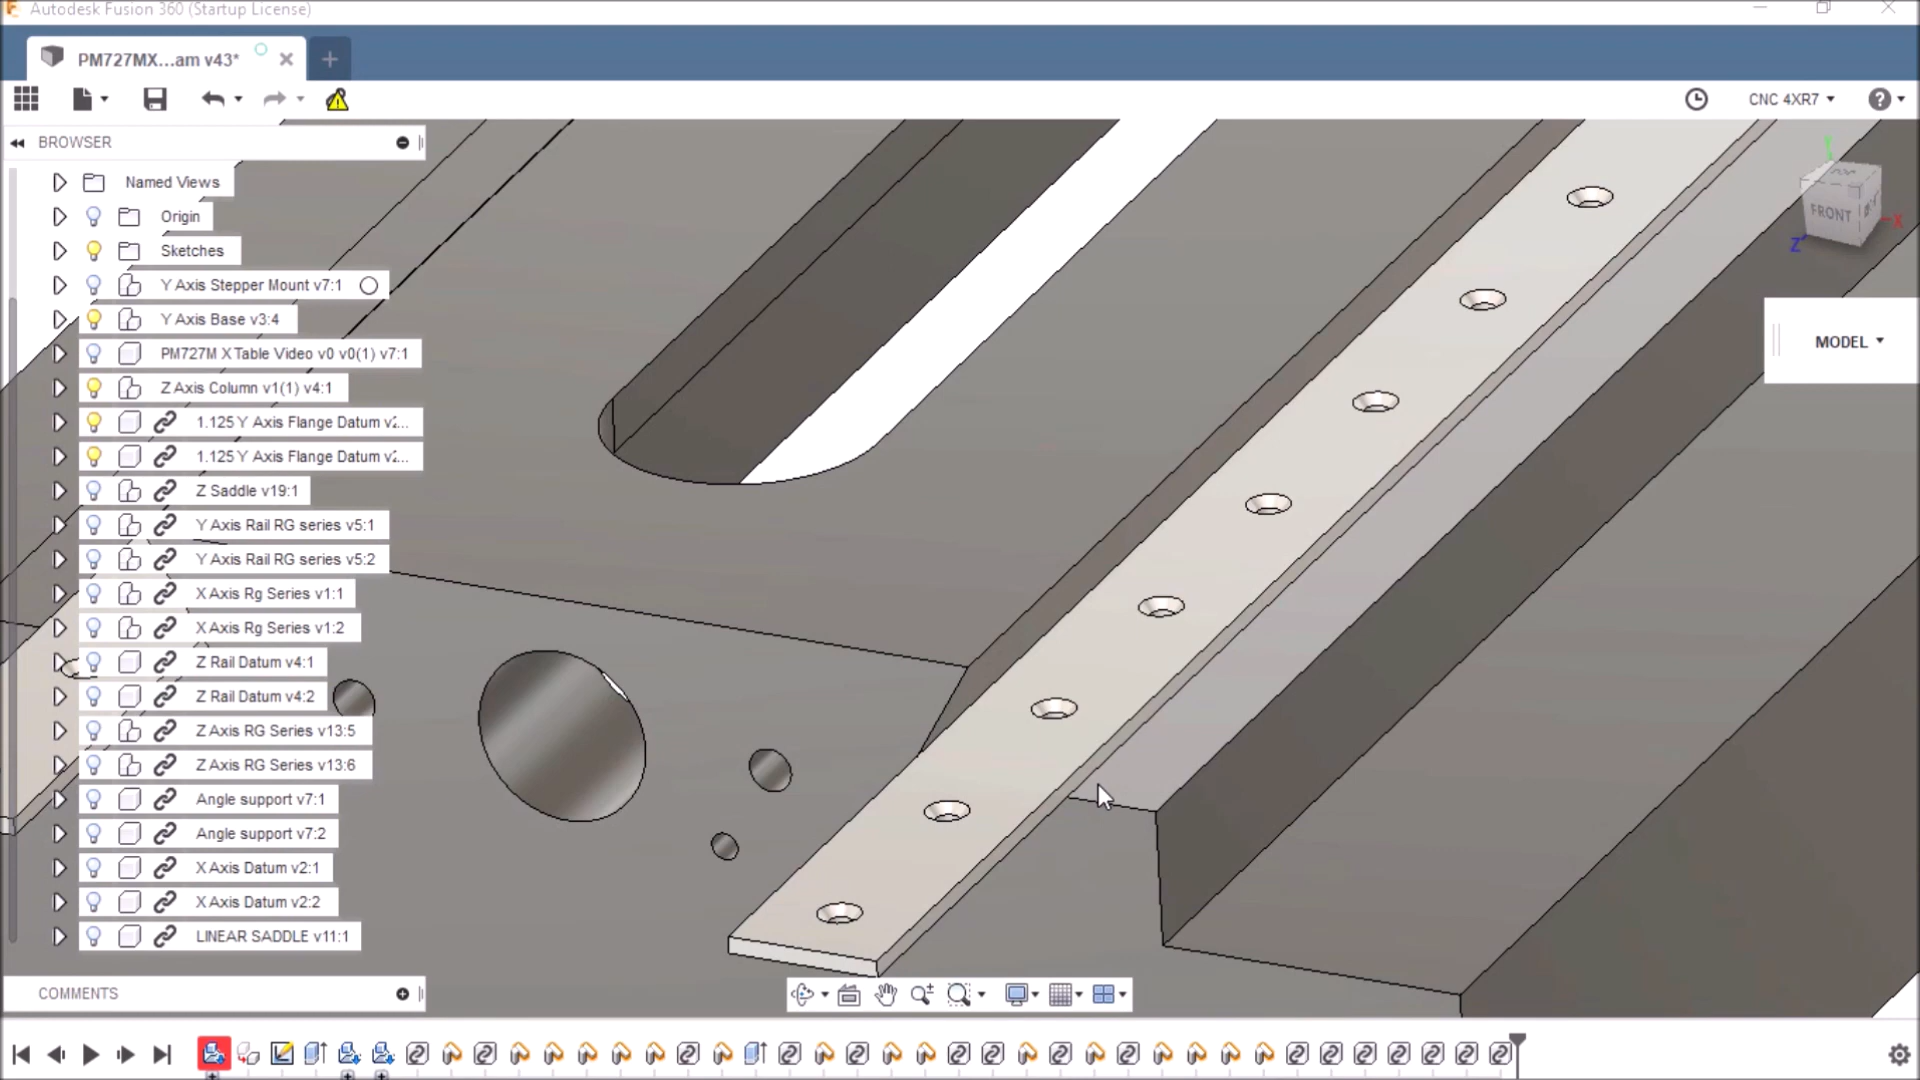 Autodesk Fusion 360 (Startup License)
PM727MX...am v43*
CNC 4XR7
BROWSER
Named Views
Origin
Sketches
Y Axis Stepper Mount v7:1
Y Axis Base v3:4
PM727M X Table Video v0 v0(1) v7:1
Z Axis Column v1(1) v4:1
1.125 Y Axis Flange Datum v2...
1.125 Y Axis Flange Datum v2...
Z Saddle v19:1
Y Axis Rail RG series v5:1
Y Axis Rail RG series v5:2
X Axis Rg Series v1:1
X Axis Rg Series v1:2
Z Rail Datum v4:1
Z Rail Datum v4:2
Z Axis RG Series v13:5
Z Axis RG Series v13:6
Angle support v7:1
Angle support v7:2
X Axis Datum v2:1
X Axis Datum v2:2
LINEAR SADDLE v11:1
COMMENTS
Y
TOP
FRONT
X
Z
MODEL